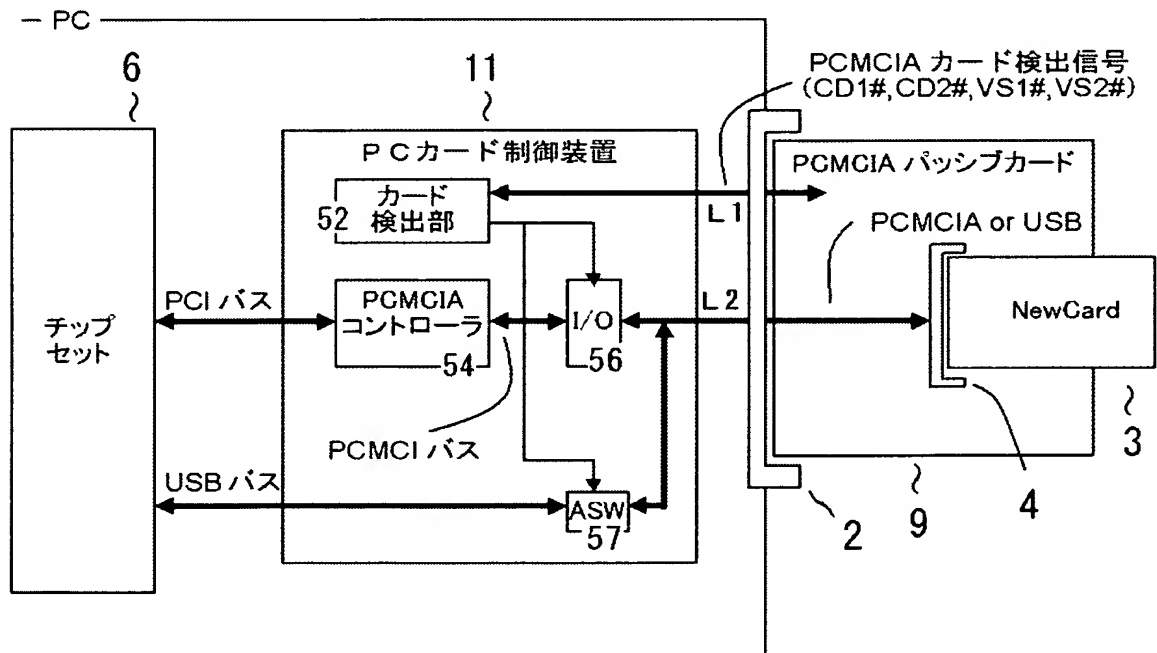 PC
6
11
PCMCIA カード検出信号
(CD1#,CD2#,VS1#,VS2#)
PCカード制御装置
PCMCIA パッシブカード
カード
検出部
52
L1
PCMCIA or USB
PCI バス
PCMCIA
コントローラ
54
I/O
56
L2
NewCard
チップ
セット
PCMCI バス
3
USB バス
ASW
57
2
9
4